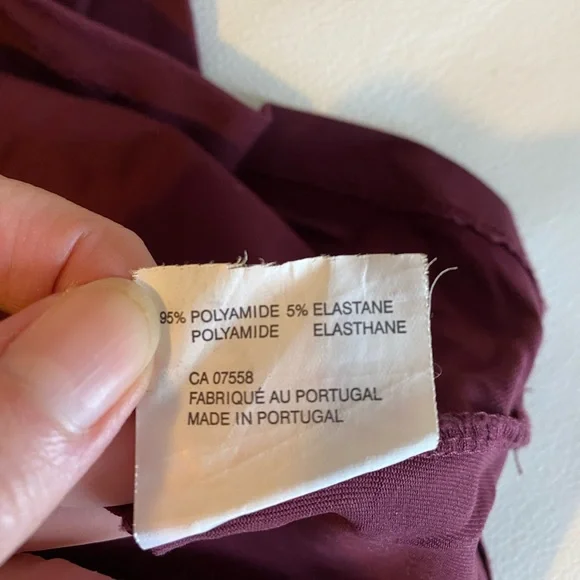 95% POLYAMIDE 5% ELASTANE
POLYAMIDE ELASTHANE
CA 07558
FABRIQUÉ AU PORTUGAL
MADE IN PORTUGAL